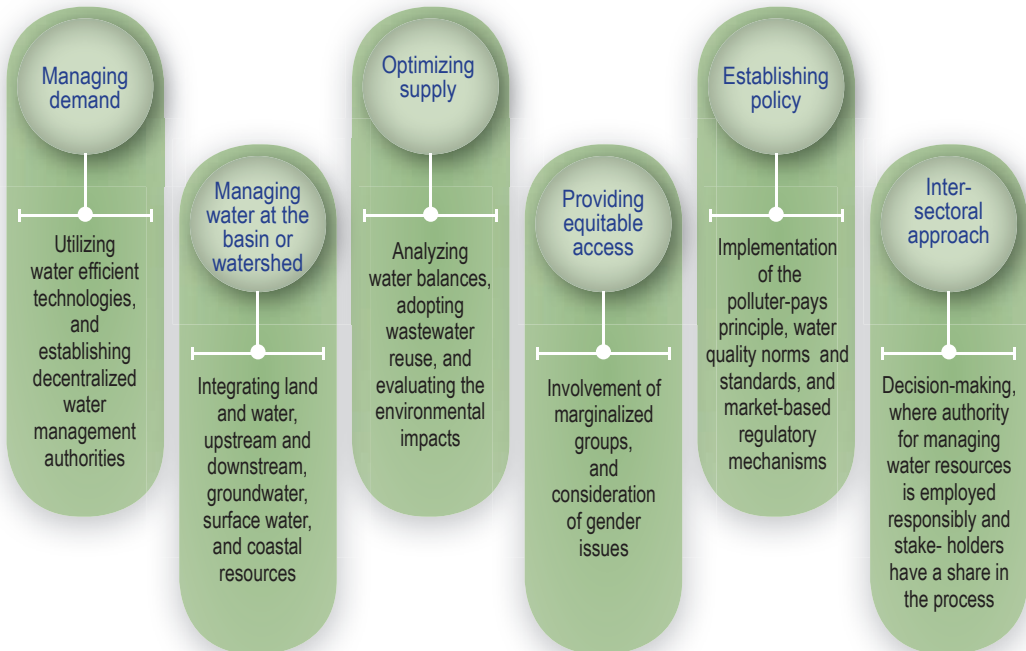 Managing
demand
Utilizing
water efficient
technologies,
and
establishing
decentralized
water
management
authorities
Managing
water at the
basin or
watershed
Integrating land
and water,
upstream and
downstream,
groundwater,
surface water,
and coastal
resources
Optimizing
supply
Analyzing
water balances,
adopting
wastewater
reuse, and
evaluating the
environmental
impacts
Providing
equitable
access
Involvement of
marginalized
groups,
and
consideration
of gender
issues
Establishing
policy
Implementation
of the
polluter-pays
principle, water
quality norms and
standards, and
market-based
regulatory
mechanisms
Inter-
sectoral
approach
Decision-making,
where authority
for managing
water resources
is employed
responsibly and
stake- holders
have a share in
the process